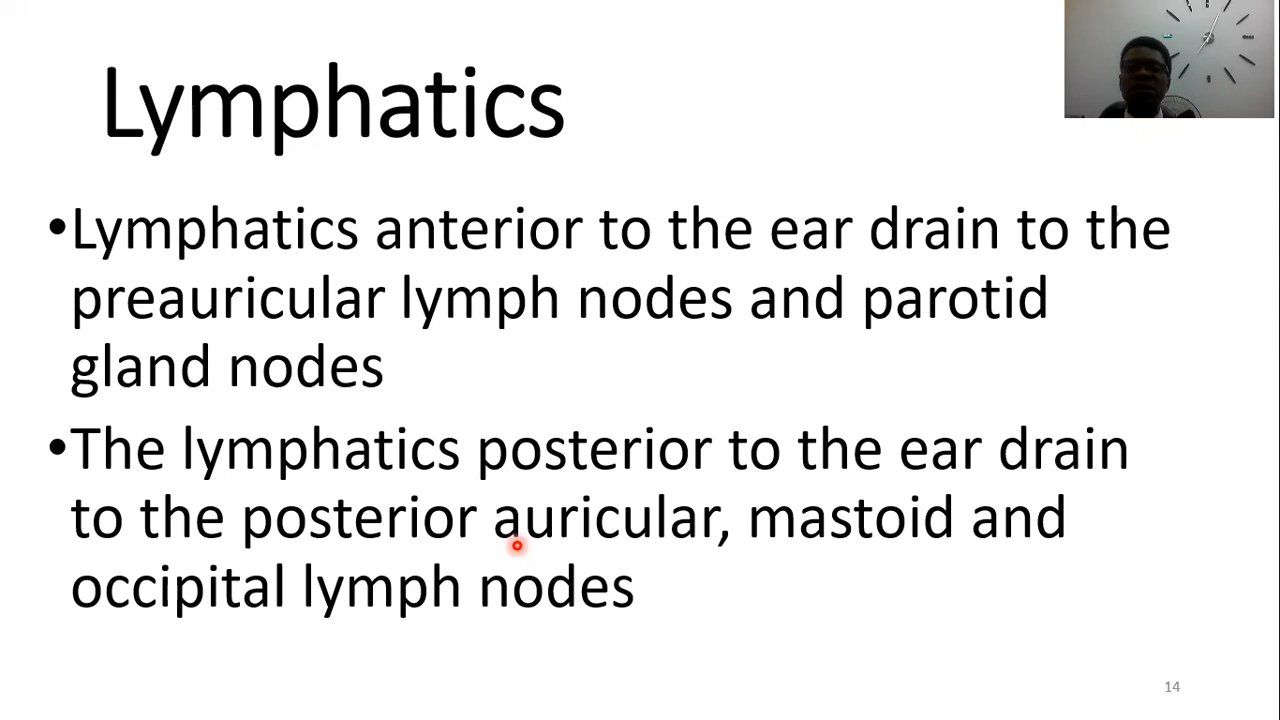 Lymphatics
•Lymphatics anterior to the ear drain to the
preauricular lymph nodes and parotid
gland nodes
•The lymphatics posterior to the ear drain
to the posterior auricular, mastoid and
occipital lymph nodes
14